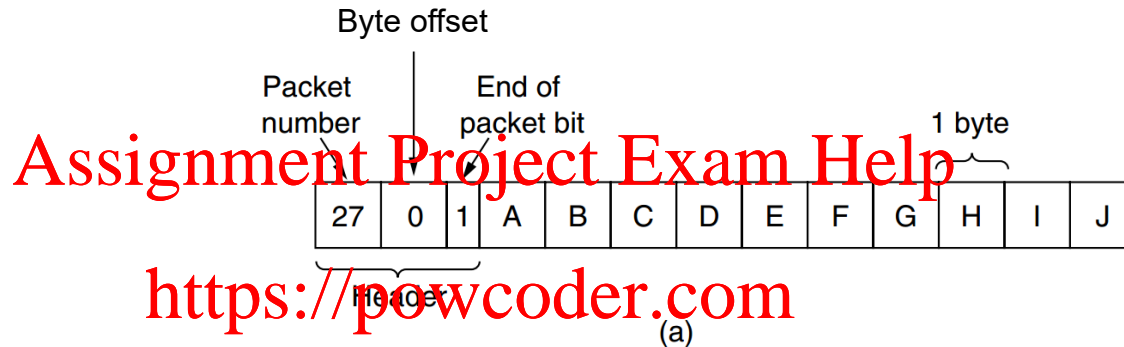 Byte offset
Packet number
End of packet bit
1 byte
Assignment Project Exam Help
27 0 1 A B C D E F G H I J
Header
https://powcoder.com
(a)